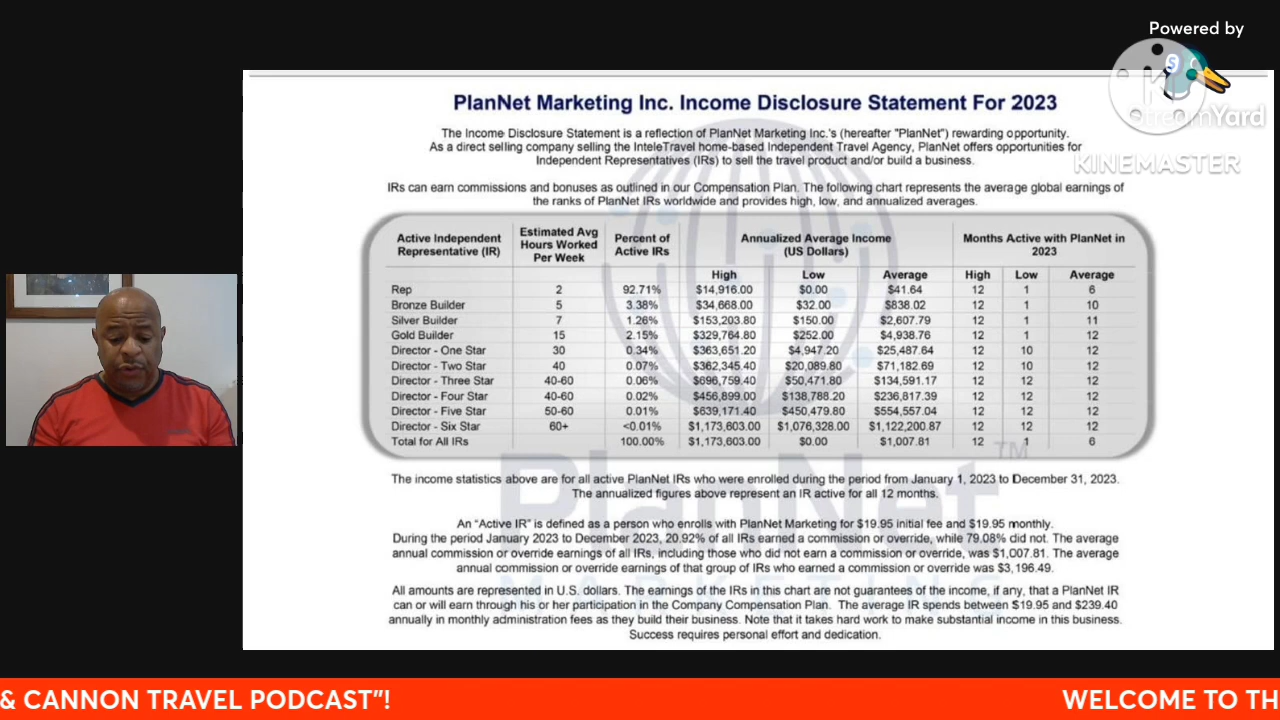 Powered by
StreamYard
KINEMASTER
PlanNet Marketing Inc. Income Disclosure Statement For 2023
The Income Disclosure Statement is a reflection of PlanNet Marketing Inc.'s (hereafter "PlanNet") rewarding opportunity.
As a direct selling company selling the InteleTravel home-based Independent Travel Agency, PlanNet offers opportunities for
Independent Representatives (IRs) to sell the travel product and/or build a business.
IRs can earn commissions and bonuses as outlined in our Compensation Plan. The following chart represents the average global earnings of
the ranks of PlanNet IRs worldwide and provides high, low, and annualized averages.
Active Independent Representative (IR) Estimated Avg Hours Worked Per Week Percent of Active IRs Annualized Average Income (US Dollars) Months Active with PlanNet in 2023
High Low Average High Low Average
Rep 2 92.71% $14,916.00 $0.00 $41.64 12 1 6
Bronze Builder 5 3.38% $34,668.00 $32.00 $838.02 12 1 10
Silver Builder 7 1.26% $153,203.80 $150.00 $2,607.79 12 1 11
Gold Builder 15 2.15% $329,764.80 $252.00 $4,938.76 12 1 12
Director - One Star 30 0.34% $363,651.20 $4,947.20 $25,487.64 12 10 12
Director - Two Star 40 0.07% $362,345.40 $20,089.80 $71,182.69 12 10 12
Director - Three Star 40-60 0.06% $696,759.40 $50,471.80 $134,591.17 12 12 12
Director - Four Star 40-60 0.02% $456,899.00 $138,788.20 $236,817.39 12 12 12
Director - Five Star 50-60 0.01% $639,171.40 $450,479.80 $554,557.04 12 12 12
Director - Six Star 60+ <0.01% $1,173,603.00 $1,076,328.00 $1,122,200.87 12 12 12
Total for All IRs 100.00% $1,173,603.00 $0.00 $1,007.81 12 1 6
PlanNet TM
MARKETING
The income statistics above are for all active PlanNet IRs who were enrolled during the period from January 1, 2023 to December 31, 2023.
The annualized figures above represent an IR active for all 12 months.
An "Active IR" is defined as a person who enrolls with PlanNet Marketing for $19.95 initial fee and $19.95 monthly.
During the period January 2023 to December 2023, 20.92% of all IRs earned a commission or override, while 79.08% did not. The average
annual commission or override earnings of all IRs, including those who did not earn a commission or override, was $1,007.81. The average
annual commission or override earnings of that group of IRs who earned a commission or override was $3,196.49.
All amounts are represented in U.S. dollars. The earnings of the IRs in this chart are not guarantees of the income, if any, that a PlanNet IR
can or will earn through his or her participation in the Company Compensation Plan. The average IR spends between $19.95 and $239.40
annually in monthly administration fees as they build their business. Note that it takes hard work to make substantial income in this business.
Success requires personal effort and dedication.
& CANNON TRAVEL PODCAST"! WELCOME TO TH